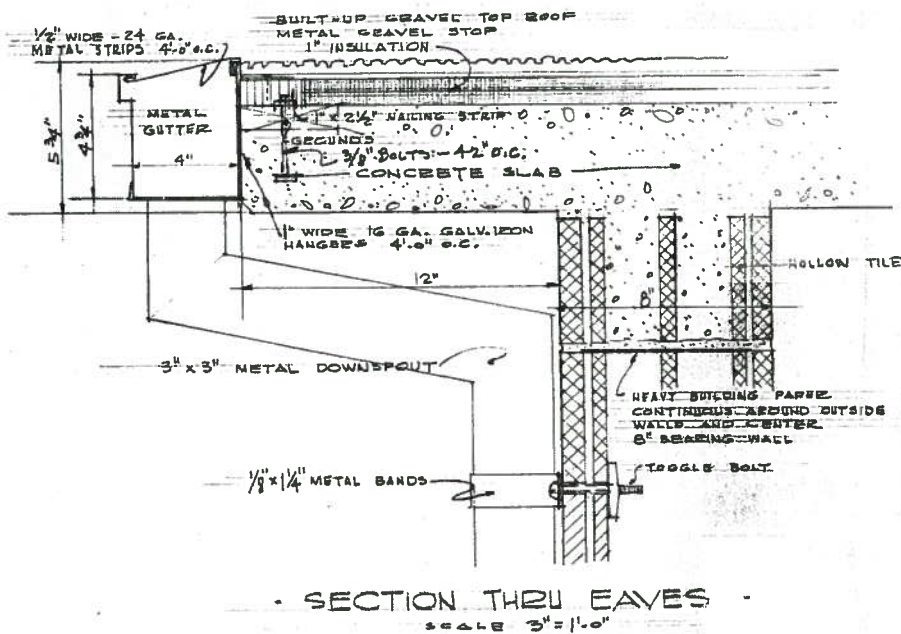 BUILT-UP GRAVEL TOP ROOF
METAL GRAVEL STOP
1" INSULATION
1/2" WIDE - 24 GA.
METAL STRIPS 4'-0" O.C.
METAL
GUTTER
5 3/4"
4 3/4"
4"
1" x 2 1/2" NAILING STRIP
GROUNDS
3/8" BOLTS - 42" O.C.
CONCRETE SLAB
1" WIDE 16 GA. GALV. IRON
HANGERS 4'-0" O.C.
HOLLOW TILE
12"
8"
3" x 3" METAL DOWNSPOUT
HEAVY BUILDING PAPER
CONTINUOUS AROUND OUTSIDE
WALLS AND CENTER
8" BEARING WALL
TOGGLE BOLT
1/8" x 1 1/4" METAL BANDS
- SECTION THRU EAVES -
SCALE 3" = 1'-0"